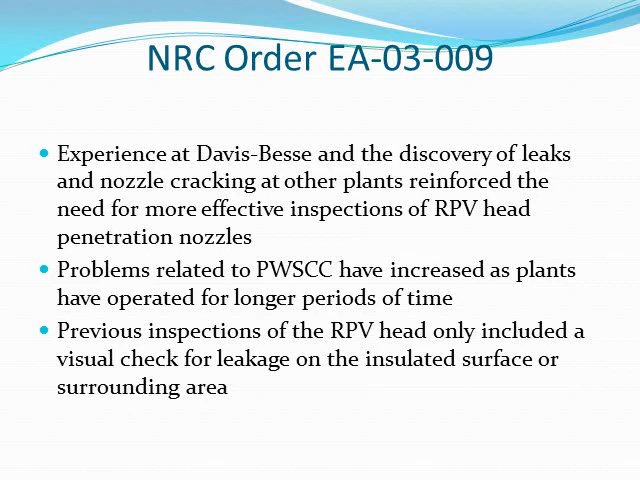 NRC Order EA-03-009
• Experience at Davis-Besse and the discovery of leaks
and nozzle cracking at other plants reinforced the
need for more effective inspections of RPV head
penetration nozzles
• Problems related to PWSCC have increased as plants
have operated for longer periods of time
• Previous inspections of the RPV head only included a
visual check for leakage on the insulated surface or
surrounding area